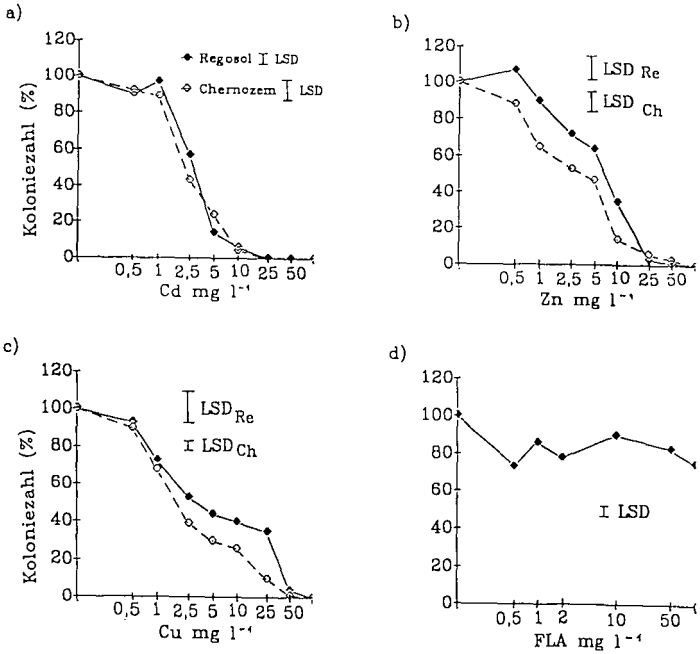 a)
120
100
80
60
40
20
0
Koloniezahl (%)
Regosol LSD
Chernozem LSD
0,5 1 2,5 5 10 25 50
Cd mg l⁻¹
b)
120
100
80
60
40
20
0
LSD Re
LSD Ch
0,5 1 2,5 5 10 25 50
Zn mg l⁻¹
c)
120
100
80
60
40
20
0
Koloniezahl (%)
LSD Re
LSD Ch
0,5 1 2,5 5 10 25 50
Cu mg l⁻¹
d)
120
100
80
60
40
20
0
LSD
0,5 1 2 10 50
FLA mg l⁻¹